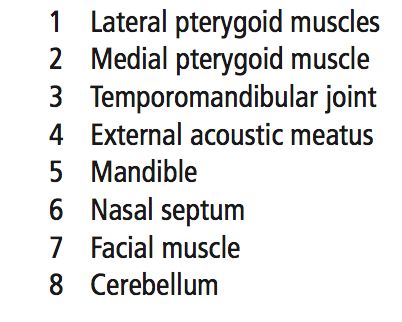 1 Lateral pterygoid muscles
2 Medial pterygoid muscle
3 Temporomandibular joint
4 External acoustic meatus
5 Mandible
6 Nasal septum
7 Facial muscle
8 Cerebellum